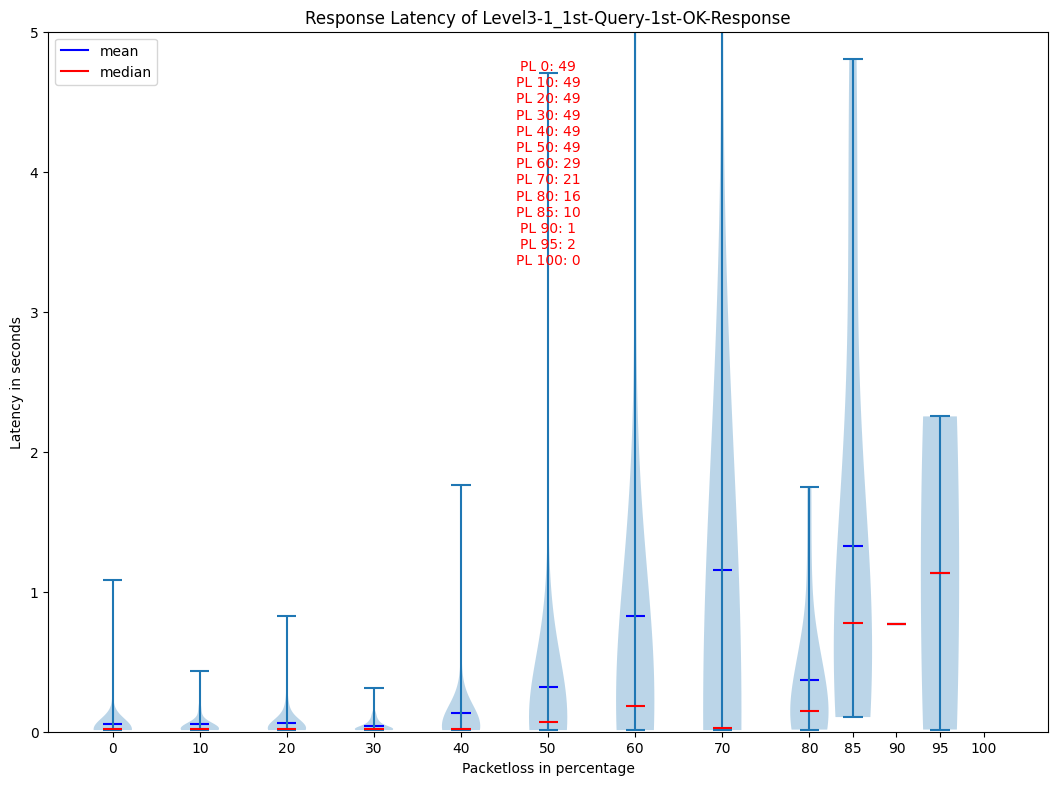 Response Latency of Level3-1_1st-Query-1st-OK-Response
mean
median
PL 0: 49
PL 10: 49
PL 20: 49
PL 30: 49
PL 40: 49
PL 50: 49
PL 60: 29
PL 70: 21
PL 80: 16
PL 85: 10
PL 90: 1
PL 95: 2
PL 100: 0
Latency in seconds
5
4
3
2
1
0
0 10 20 30 40 50 60 70 80 85 90 95 100
Packetloss in percentage